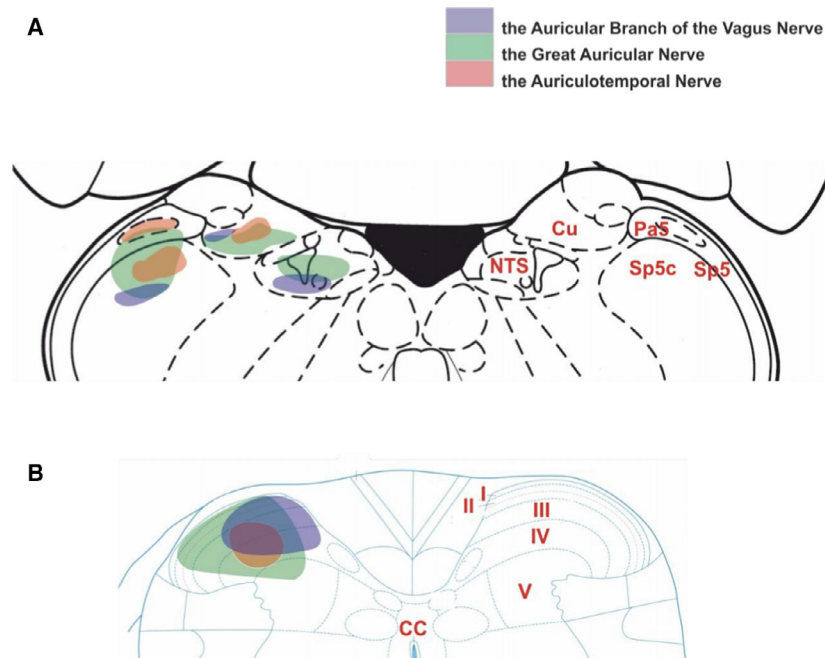 A
the Auricular Branch of the Vagus Nerve
the Great Auricular Nerve
the Auriculotemporal Nerve
Cu
Pa5
NTS
Sp5c
Sp5
B
I
II
III
IV
V
CC